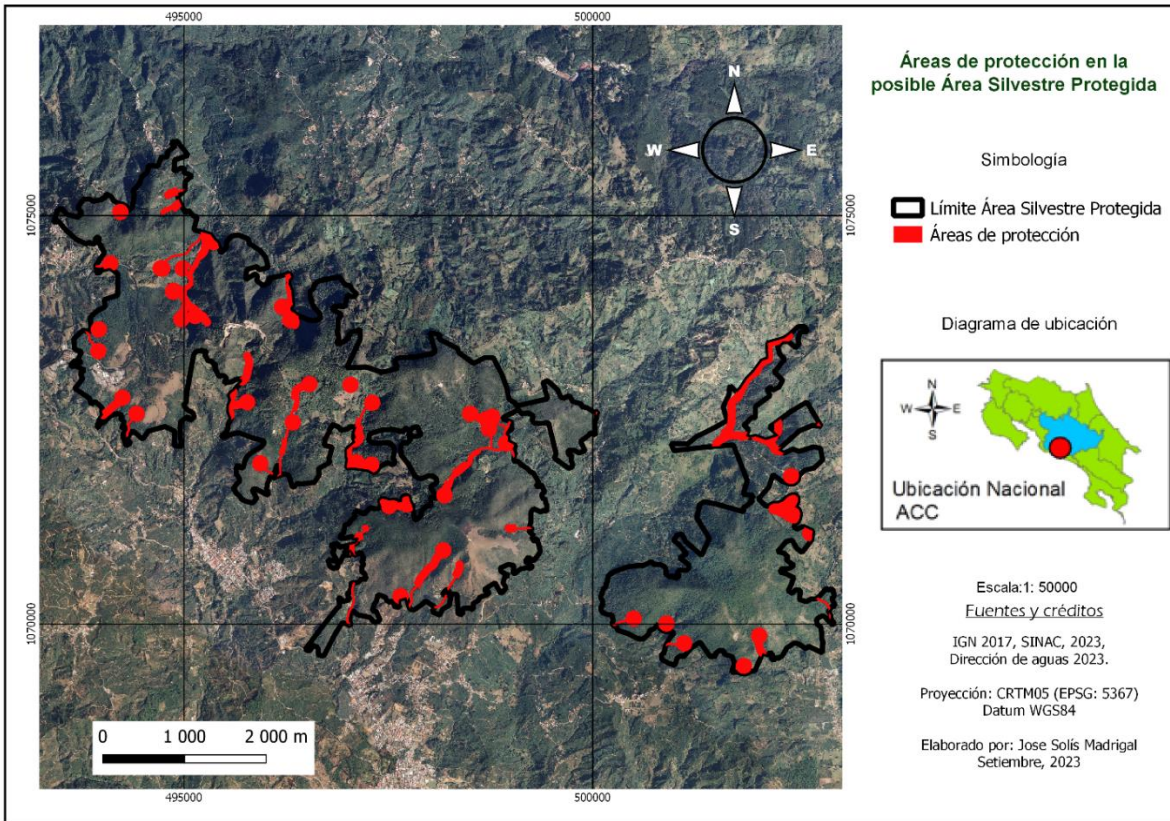 495000
500000
1075000
1075000
1070000
1070000
N
W
E
S
0
1 000
2 000 m
495000
500000
Áreas de protección en la
posible Área Silvestre Protegida
Simbología
Límite Área Silvestre Protegida
Áreas de protección
Diagrama de ubicación
N
W
E
S
Ubicación Nacional
ACC
Escala:1: 50000
Fuentes y créditos
IGN 2017, SINAC, 2023,
Dirección de aguas 2023.
Proyección: CRTM05 (EPSG: 5367)
Datum WGS84
Elaborado por: Jose Solís Madrigal
Setiembre, 2023